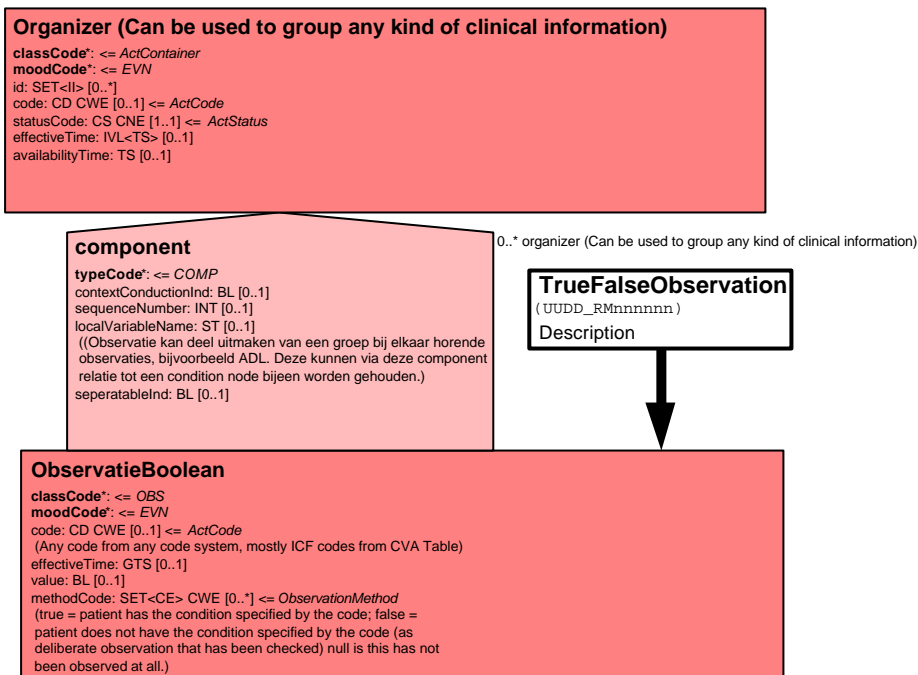 Organizer (Can be used to group any kind of clinical information)
classCode*: <= ActContainer
moodCode*: <= EVN
id: SET<II> [0..*]
code: CD CWE [0..1] <= ActCode
statusCode: CS CNE [1..1] <= ActStatus
effectiveTime: IVL<TS> [0..1]
availabilityTime: TS [0..1]
0..* organizer (Can be used to group any kind of clinical information)
component
typeCode*: <= COMP
contextConductionInd: BL [0..1]
sequenceNumber: INT [0..1]
localVariableName: ST [0..1]
((Observatie kan deel uitmaken van een groep bij elkaar horende
observaties, bijvoorbeeld ADL. Deze kunnen via deze component
relatie tot een condition node bijeen worden gehouden.)
seperatableInd: BL [0..1]
TrueFalseObservation
(UUDD_RMnnnnnn)
Description
ObservatieBoolean
classCode*: <= OBS
moodCode*: <= EVN
code: CD CWE [0..1] <= ActCode
(Any code from any code system, mostly ICF codes from CVA Table)
effectiveTime: GTS [0..1]
value: BL [0..1]
methodCode: SET<CE> CWE [0..*] <= ObservationMethod
(true = patient has the condition specified by the code; false =
patient does not have the condition specified by the code (as
deliberate observation that has been checked) null is this has not
been observed at all.)